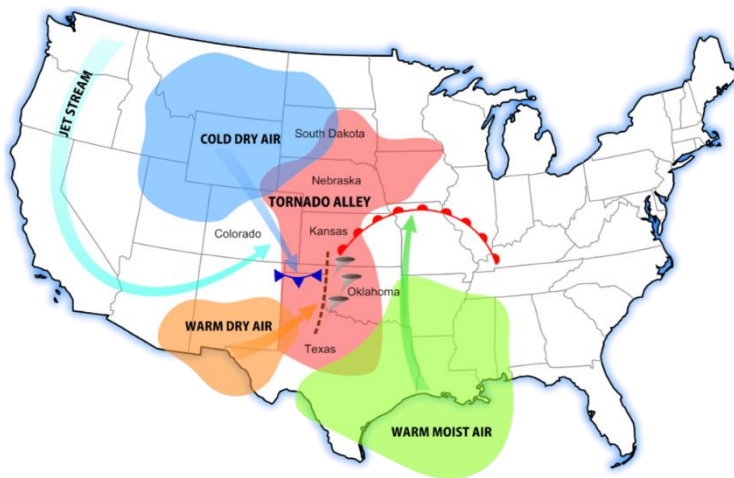 JET STREAM
COLD DRY AIR
South Dakota
Nebraska
TORNADO ALLEY
Colorado
Kansas
Oklahoma
WARM DRY AIR
Texas
WARM MOIST AIR